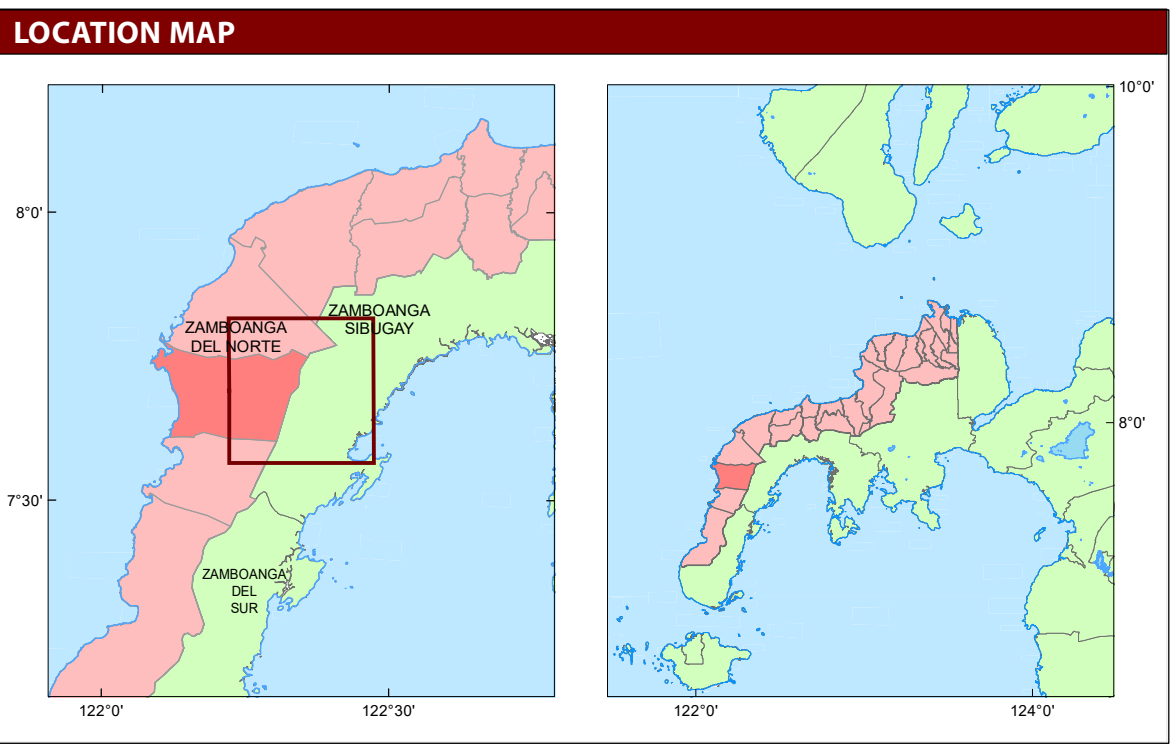 LOCATION MAP
10°0'
8°0'
ZAMBOANGA
SIBUGAY
ZAMBOANGA
DEL NORTE
8°0'
7°30'
ZAMBOANGA
DEL
SUR
122°0'
122°30'
122°0'
124°0'